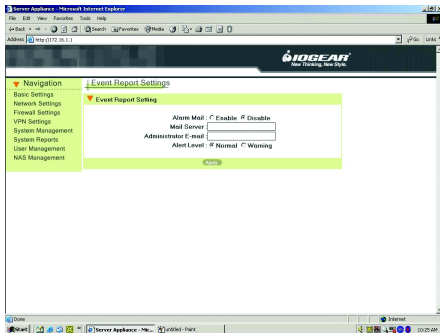 Server Appliance - Microsoft Internet Explorer
File Edit View Favorites Tools Help
Back Search Favorites Media
Address http://172.16.1.1 Go Links
IOGEAR
New Thinking, New Style.
Navigation
Basic Settings
Network Settings
Firewall Settings
VPN Settings
System Management
System Reports
User Management
NAS Management
Event Report Settings
Event Report Setting
Alarm Mail : Enable Disable
Mail Server :
Administrator E-mail :
Alert Level : Normal Warning
Apply
Done Internet
Start Server Appliance - Mic... untitled - Paint 10:25 AM